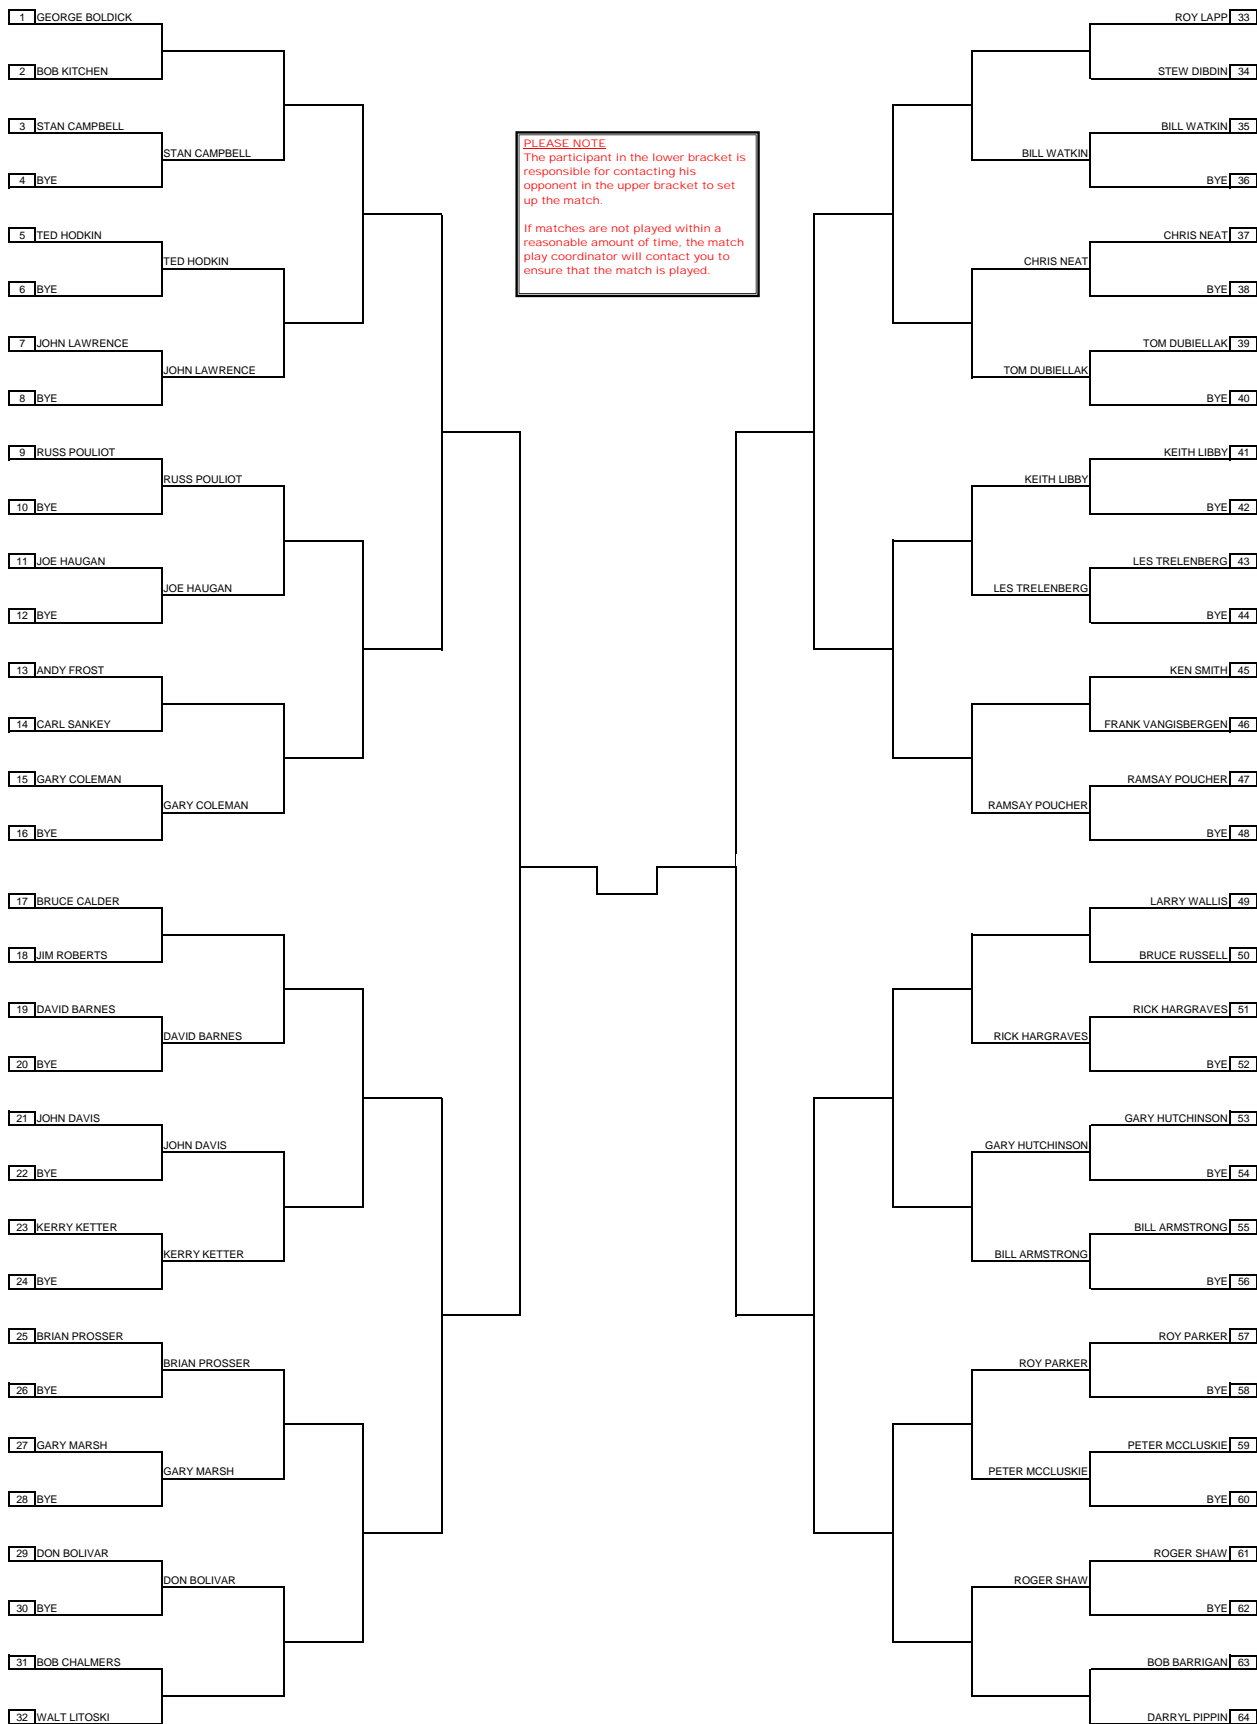 1 GEORGE BOLDICK
2 BOB KITCHEN
3 STAN CAMPBELL
STAN CAMPBELL
4 BYE
5 TED HODKIN
TED HODKIN
6 BYE
7 JOHN LAWRENCE
JOHN LAWRENCE
8 BYE
9 RUSS POULIOT
RUSS POULIOT
10 BYE
11 JOE HAUGAN
JOE HAUGAN
12 BYE
13 ANDY FROST
14 CARL SANKEY
15 GARY COLEMAN
GARY COLEMAN
16 BYE
17 BRUCE CALDER
18 JIM ROBERTS
19 DAVID BARNES
DAVID BARNES
20 BYE
21 JOHN DAVIS
JOHN DAVIS
22 BYE
23 KERRY KETTER
KERRY KETTER
24 BYE
25 BRIAN PROSSER
BRIAN PROSSER
26 BYE
27 GARY MARSH
GARY MARSH
28 BYE
29 DON BOLIVAR
DON BOLIVAR
30 BYE
31 BOB CHALMERS
32 WALT LITOSKI
PLEASE NOTE
The participant in the lower bracket is
responsible for contacting his
opponent in the upper bracket to set
up the match.
If matches are not played within a
reasonable amount of time, the match
play coordinator will contact you to
ensure that the match is played.
ROY LAPP 33
STEW DIBDIN 34
BILL WATKIN 35
BILL WATKIN
BYE 36
CHRIS NEAT 37
CHRIS NEAT
BYE 38
TOM DUBIELLAK 39
TOM DUBIELLAK
BYE 40
KEITH LIBBY 41
KEITH LIBBY
BYE 42
LES TRELENBERG 43
LES TRELENBERG
BYE 44
KEN SMITH 45
FRANK VANGISBERGEN 46
RAMSAY POUCHER 47
RAMSAY POUCHER
BYE 48
LARRY WALLIS 49
BRUCE RUSSELL 50
RICK HARGRAVES 51
RICK HARGRAVES
BYE 52
GARY HUTCHINSON 53
GARY HUTCHINSON
BYE 54
BILL ARMSTRONG 55
BILL ARMSTRONG
BYE 56
ROY PARKER 57
ROY PARKER
BYE 58
PETER MCCLUSKIE 59
PETER MCCLUSKIE
BYE 60
ROGER SHAW 61
ROGER SHAW
BYE 62
BOB BARRIGAN 63
DARRYL PIPPIN 64